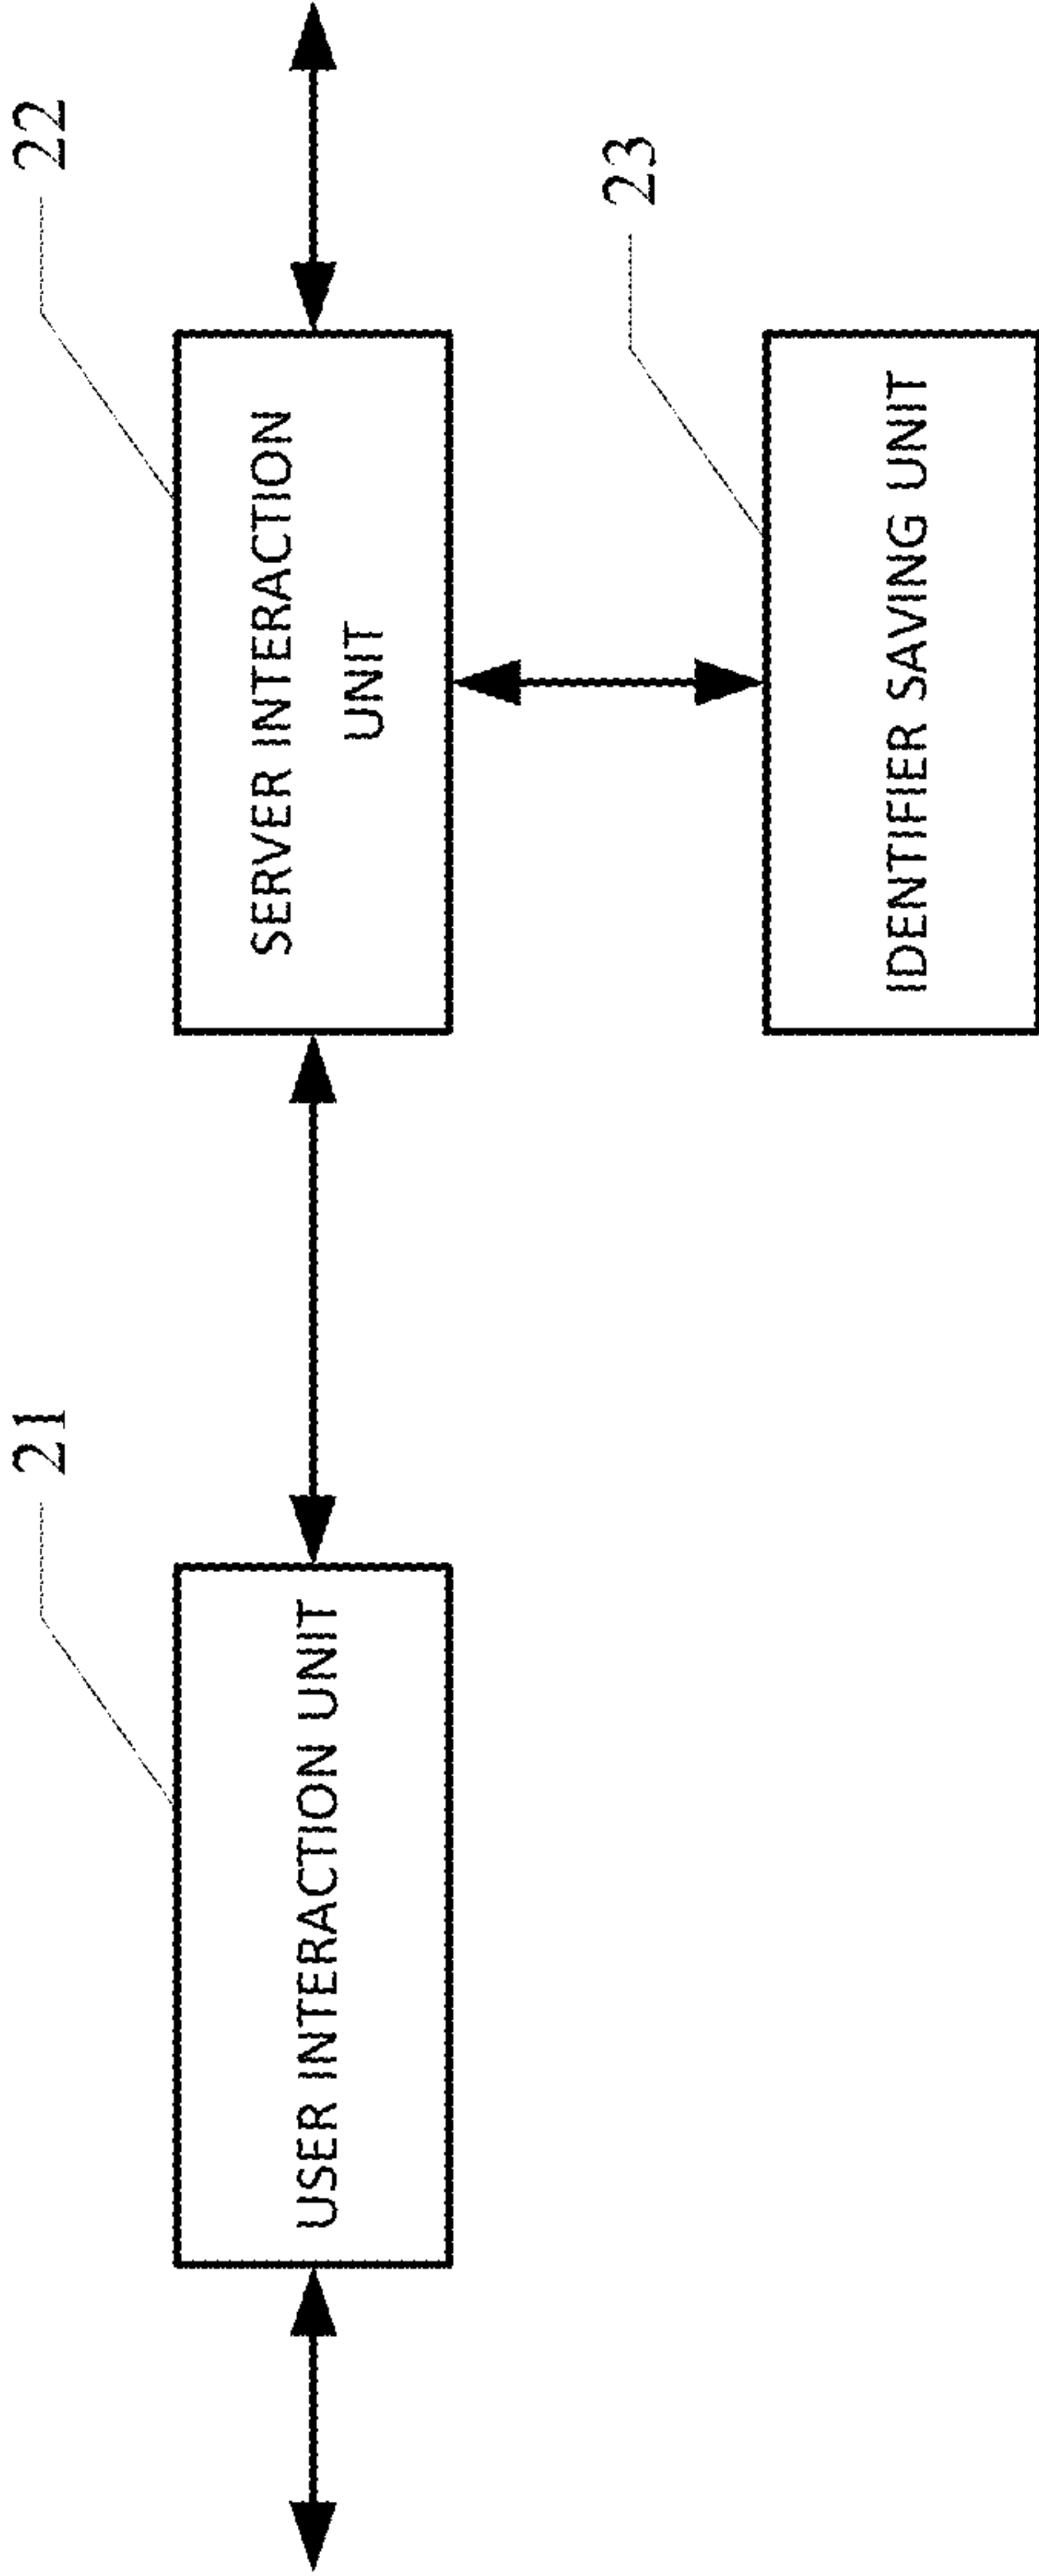 21
22
USER INTERACTION UNIT
SERVER INTERACTION
UNIT
23
IDENTIFIER SAVING UNIT